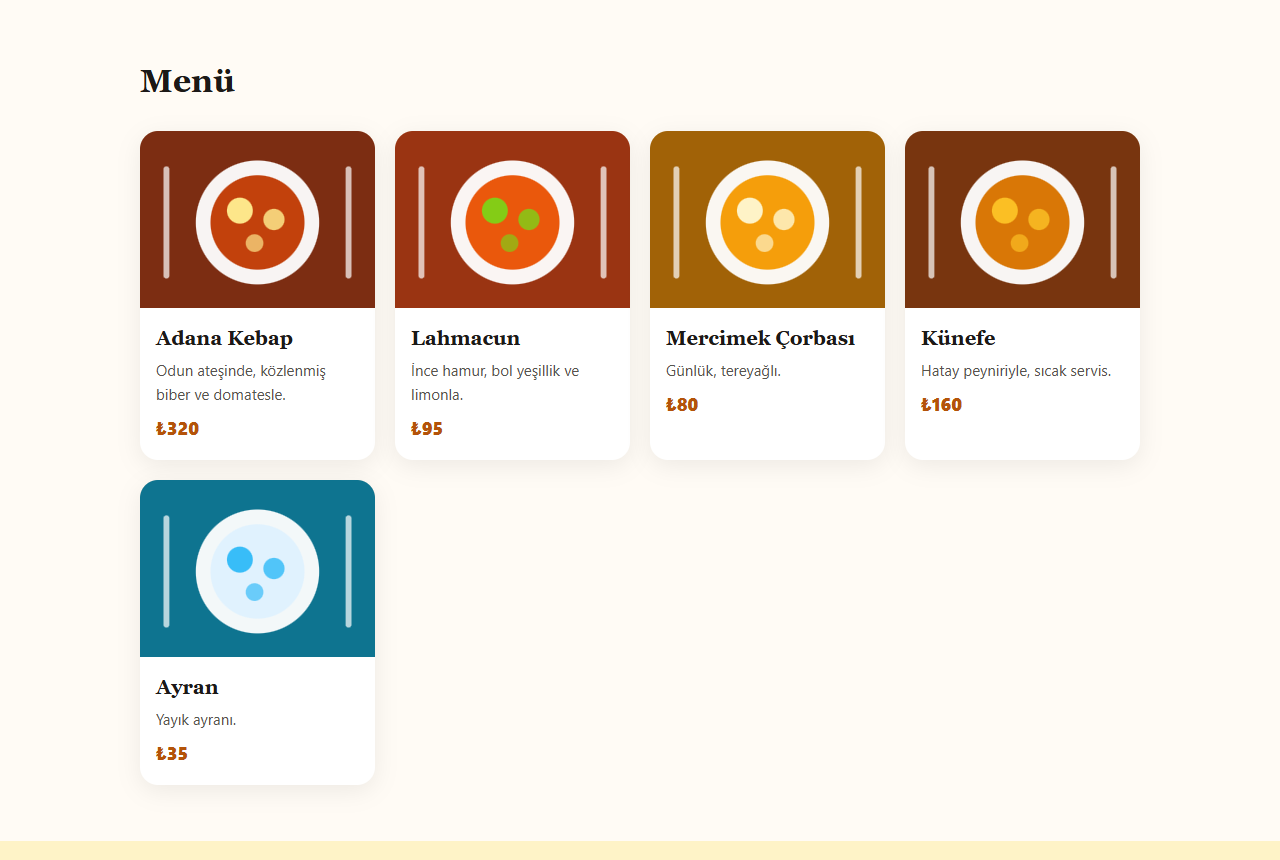 Menü
Adana Kebap
Odun ateşinde, közlenmiş
biber ve domatesle.
₺320
Lahmacun
İnce hamur, bol yeşillik ve
limonla.
₺95
Mercimek Çorbası
Günlük, tereyağlı.
₺80
Künefe
Hatay peyniriyle, sıcak servis.
₺160
Ayran
Yayık ayranı.
₺35